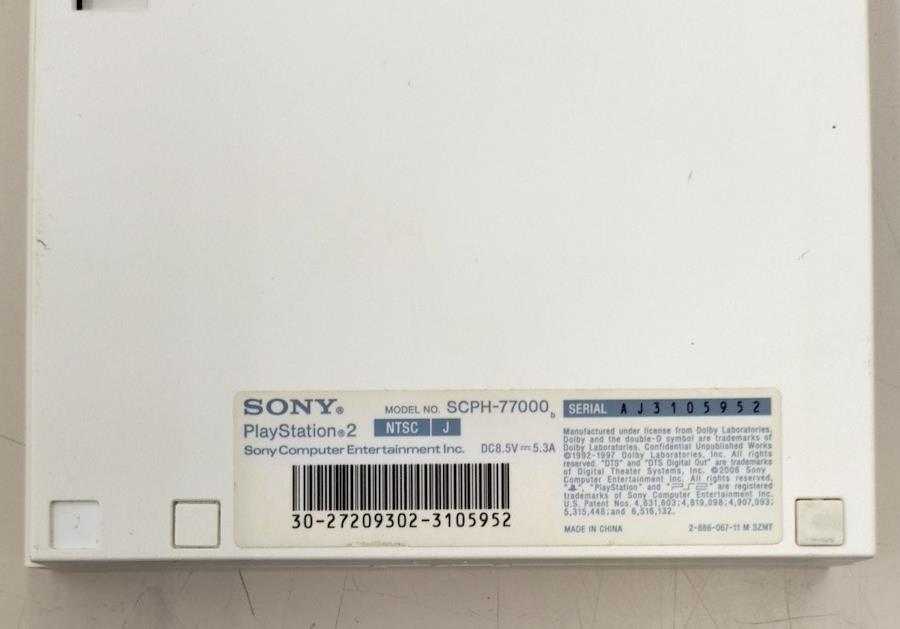 SONY®
MODEL NO. SCPH-77000 b
PlayStation®2
NTSC J
Sony Computer Entertainment Inc.
DC8.5V⎓5.3A
30-27209302-3105952
SERIAL AJ3105952
Manufactured under license from Dolby Laboratories.
Dolby and the double-D symbol are trademarks of
Dolby Laboratories. Confidential Unpublished Works
©1992-1997 Dolby Laboratories, Inc. All rights
reserved. "DTS" and "DTS Digital Out" are trademarks
of Digital Theater Systems, Inc. ©2006 Sony
Computer Entertainment Inc. All rights reserved.
" ", "PlayStation" and "PS2" are registered
trademarks of Sony Computer Entertainment Inc.
U.S. Patent Nos. 4,631,603; 4,819,098; 4,907,093;
5,315,448; and 6,516,132.
MADE IN CHINA
2-686-067-11 M SZMT